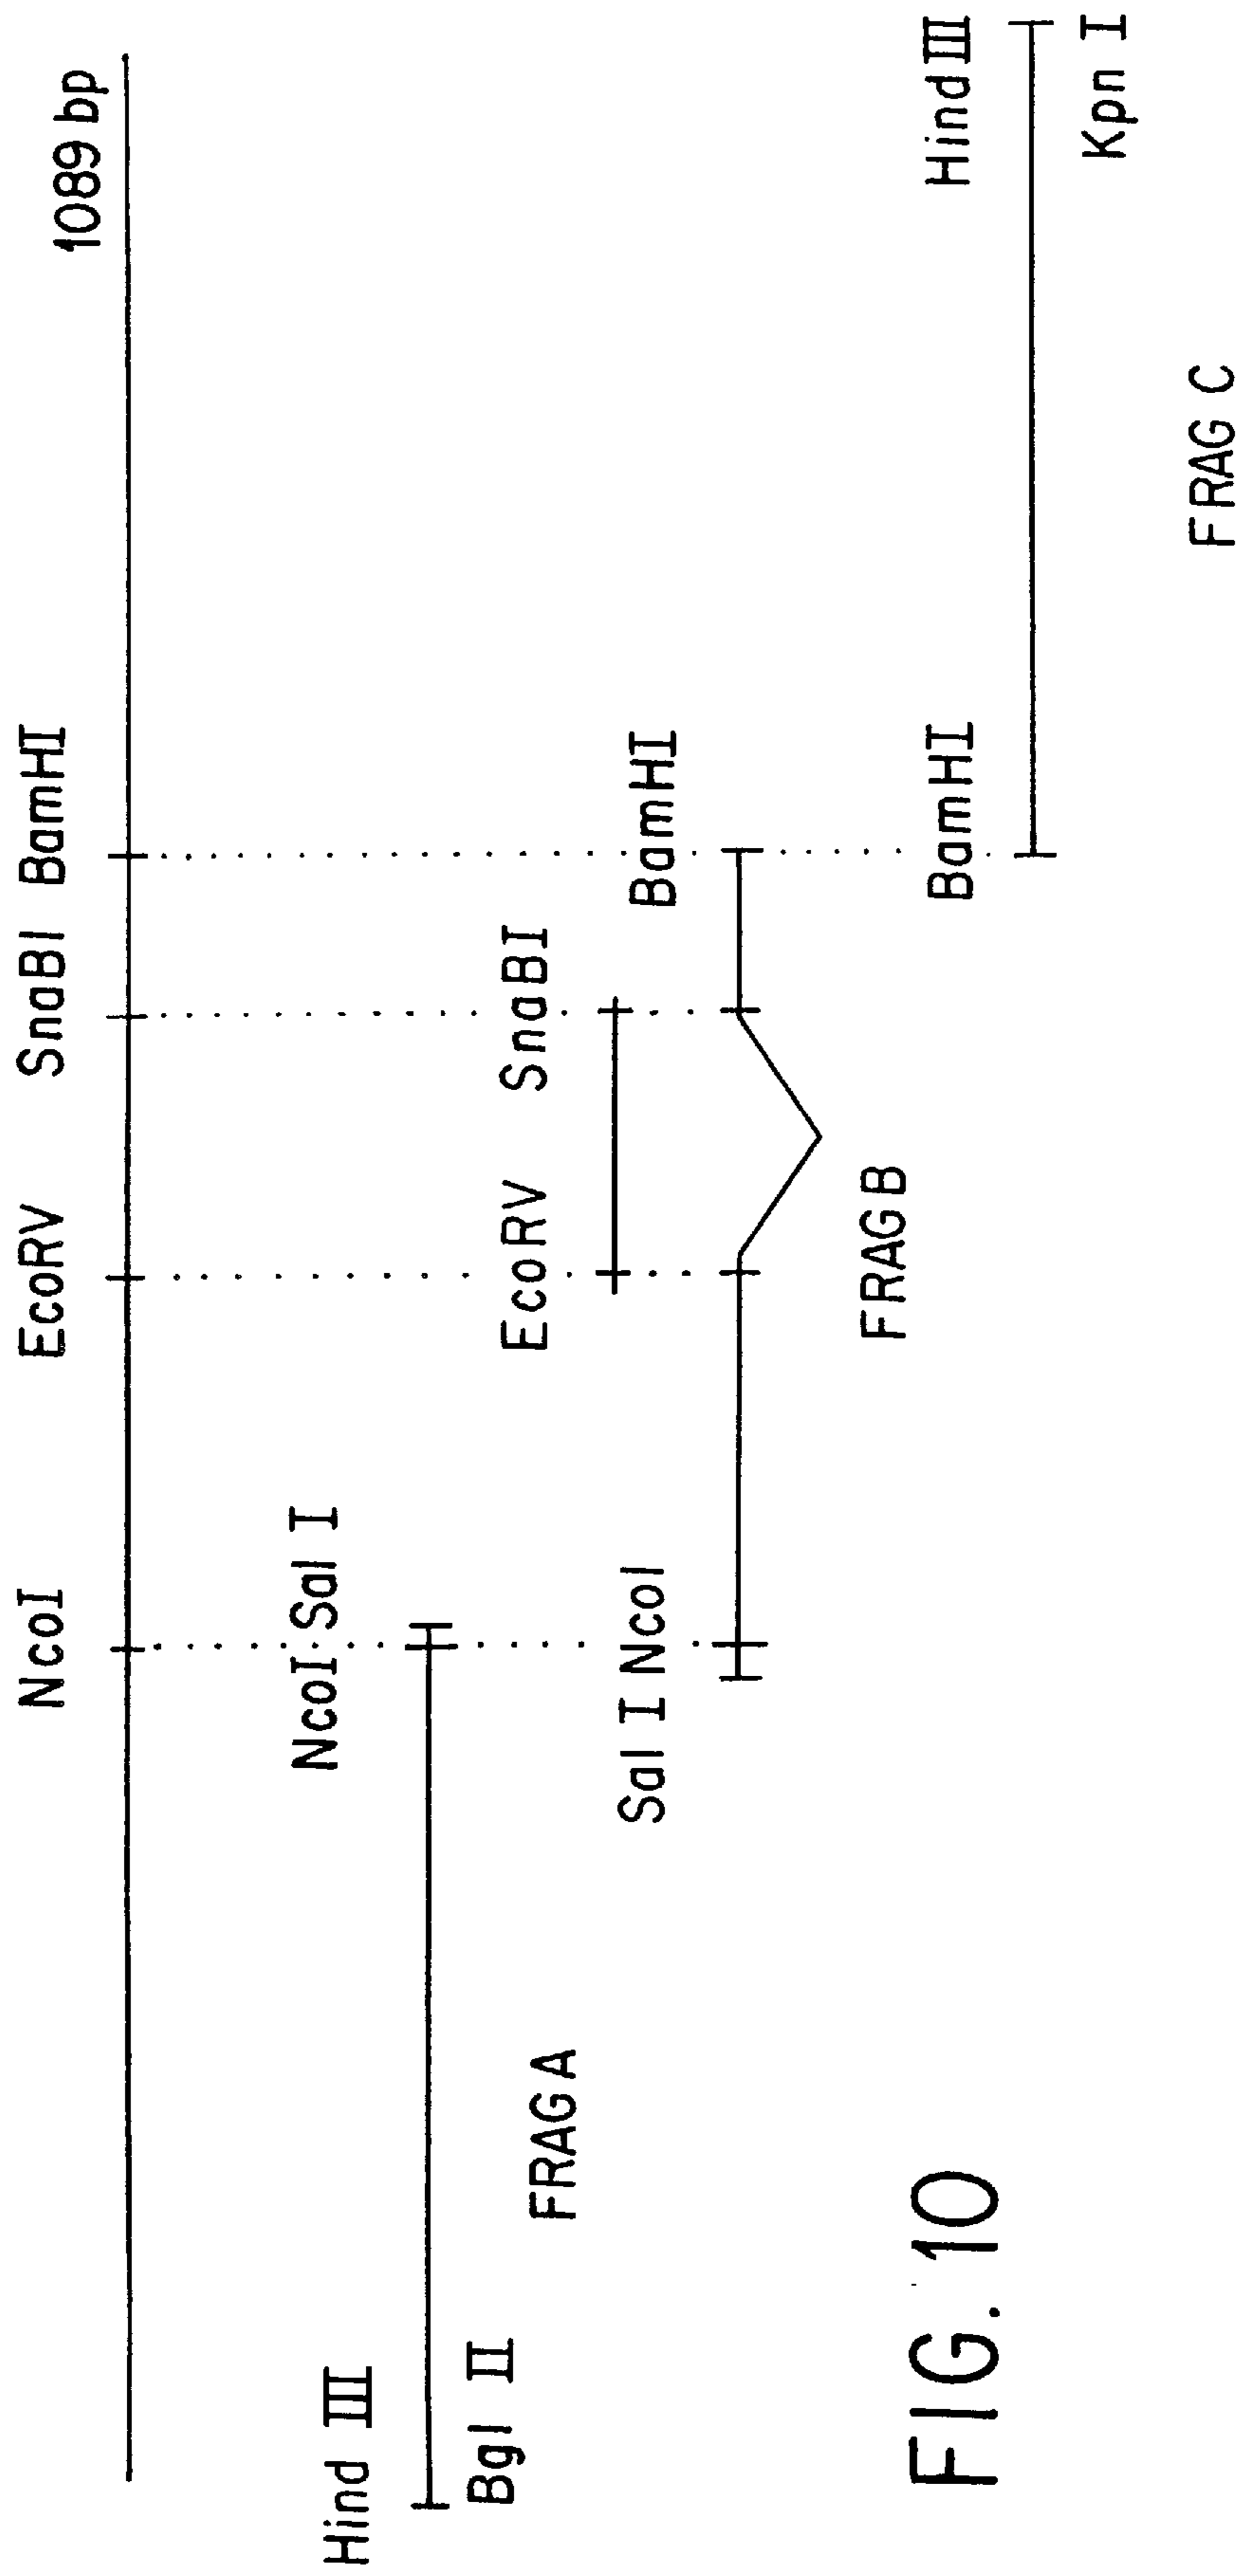 1089 bp
NcoI EcoRV SnaBI BamHI
Hind III NcoI Sal I
Bgl II
FRAG A
EcoRV SnaBI
Sal I NcoI BamHI
FRAG B
BamHI Hind III
Kpn I
FRAG C
FIG. 10